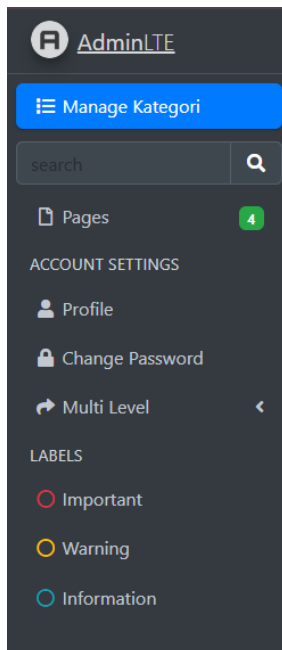 AdminLTE
Manage Kategori
search
Pages 4
ACCOUNT SETTINGS
Profile
Change Password
Multi Level
LABELS
Important
Warning
Information